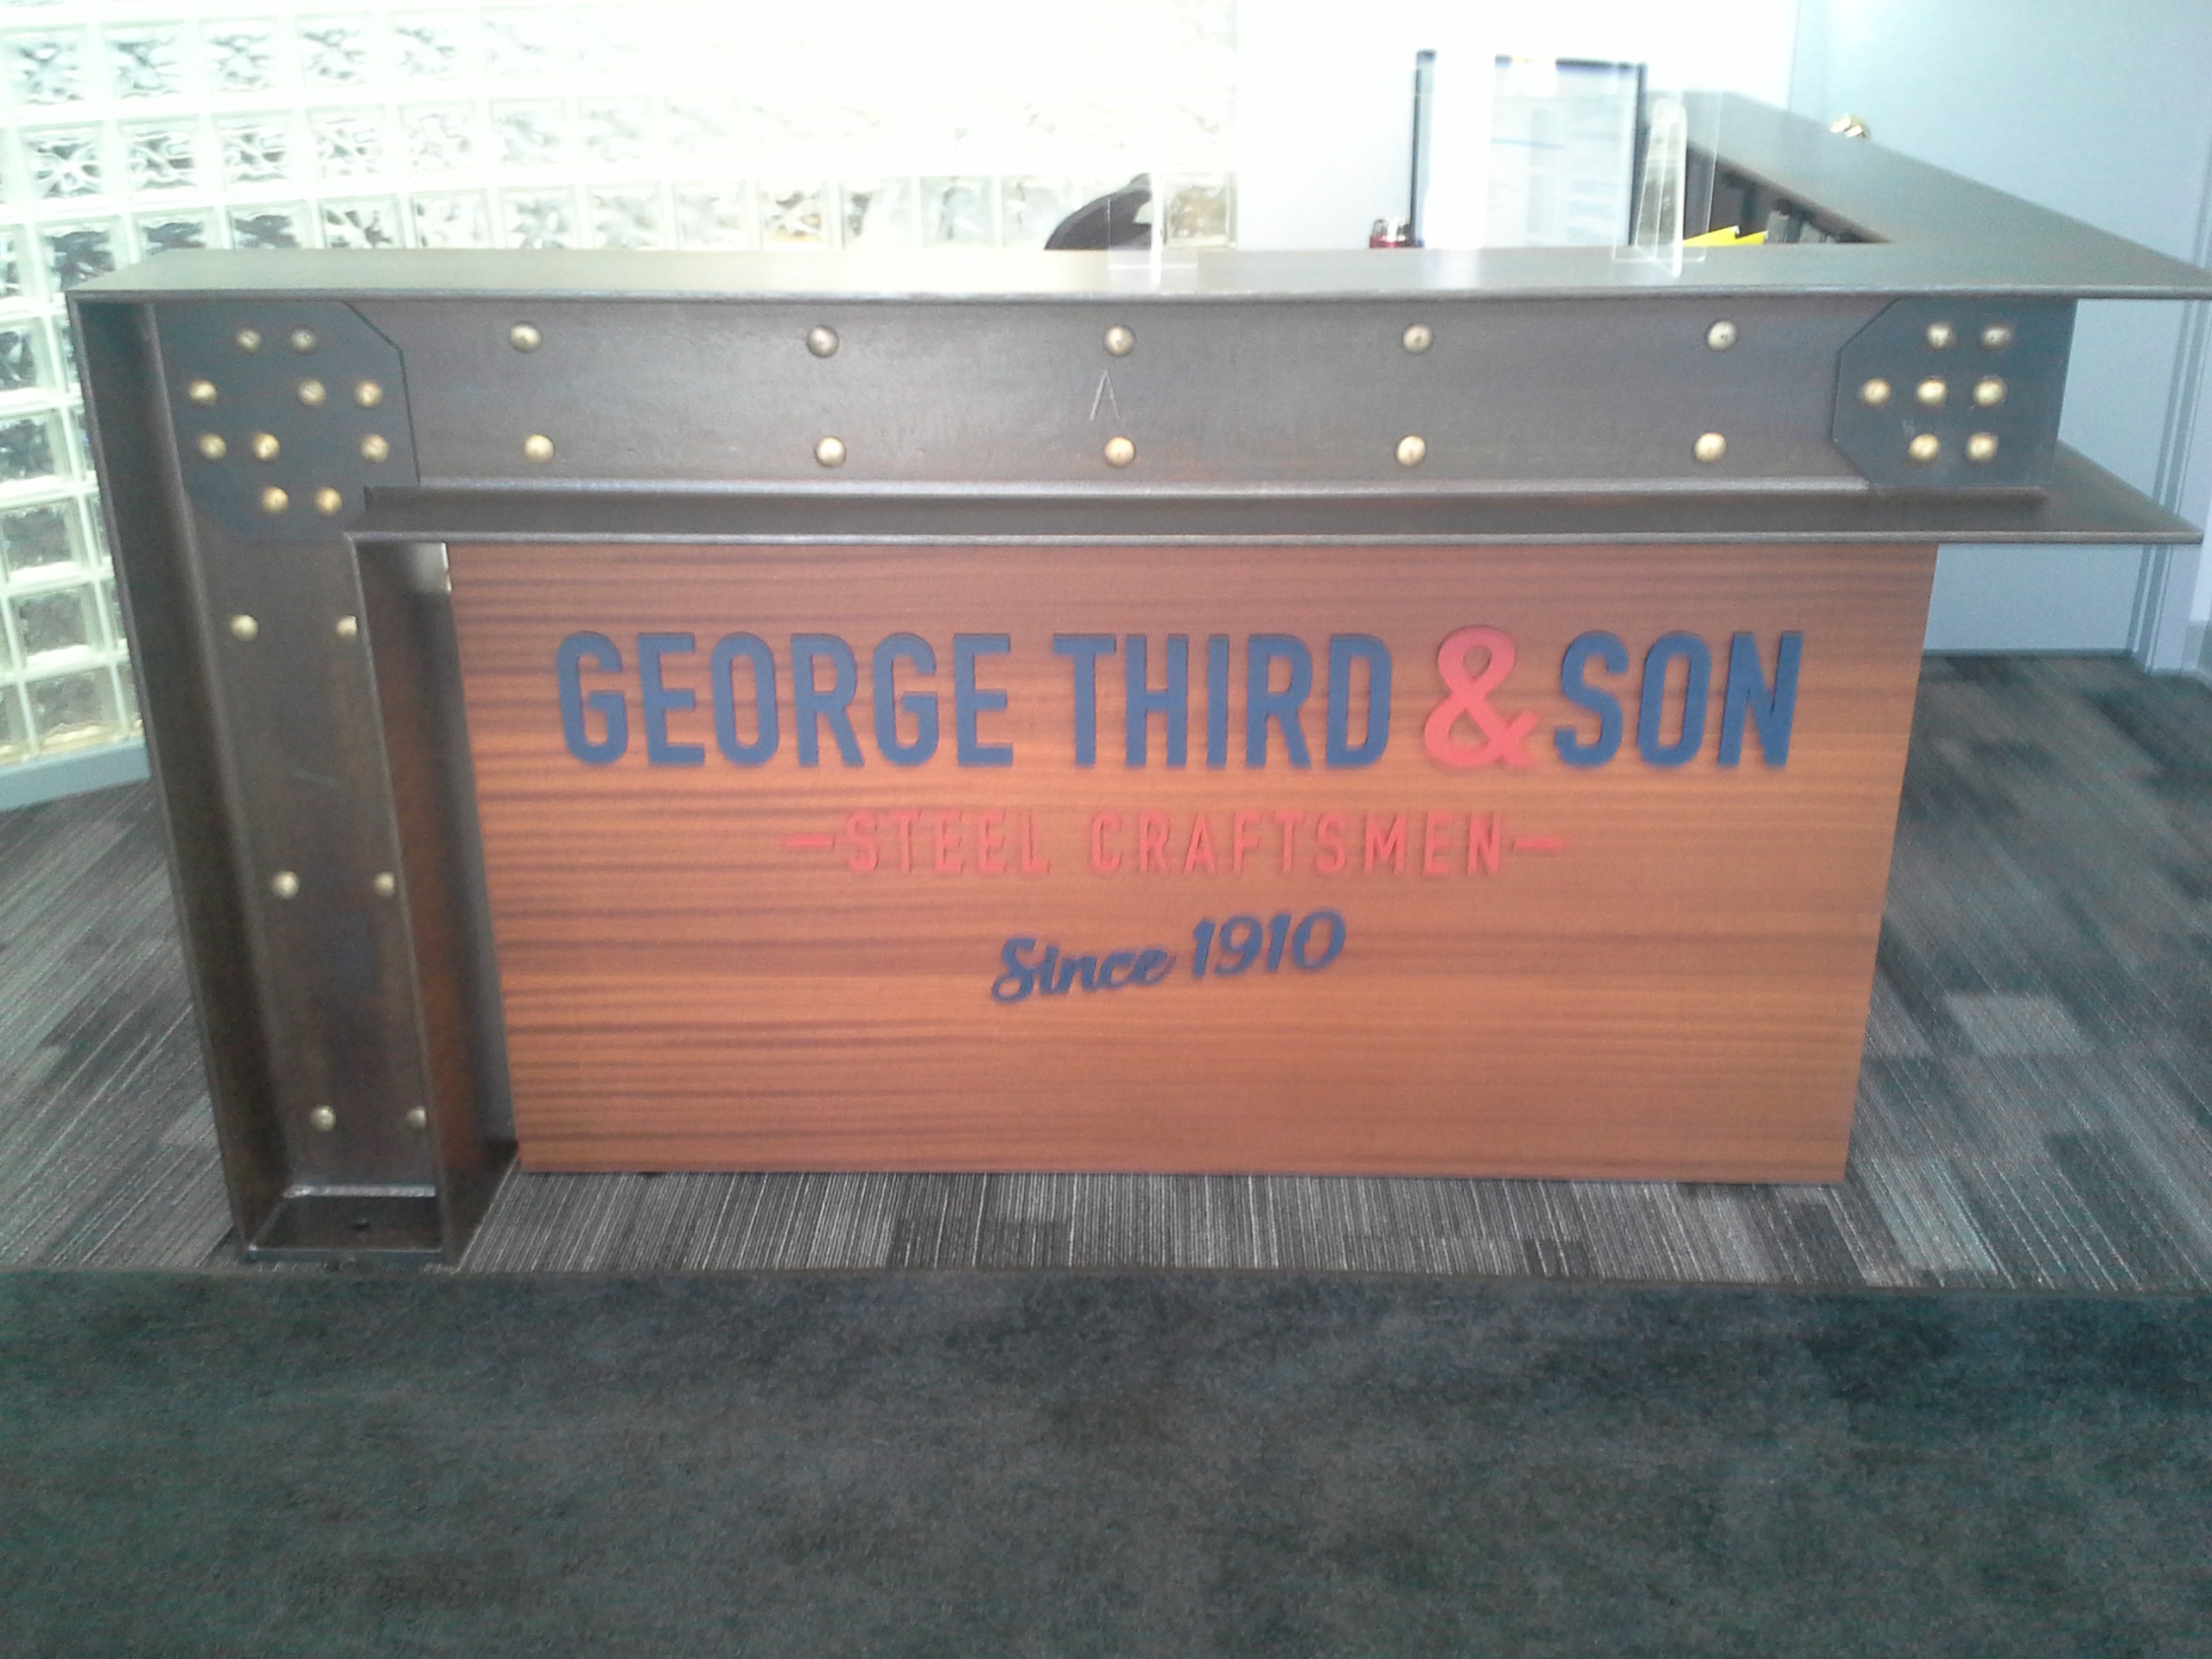 GEORGE THIRD & SON
—STEEL CRAFTSMEN—
Since 1910